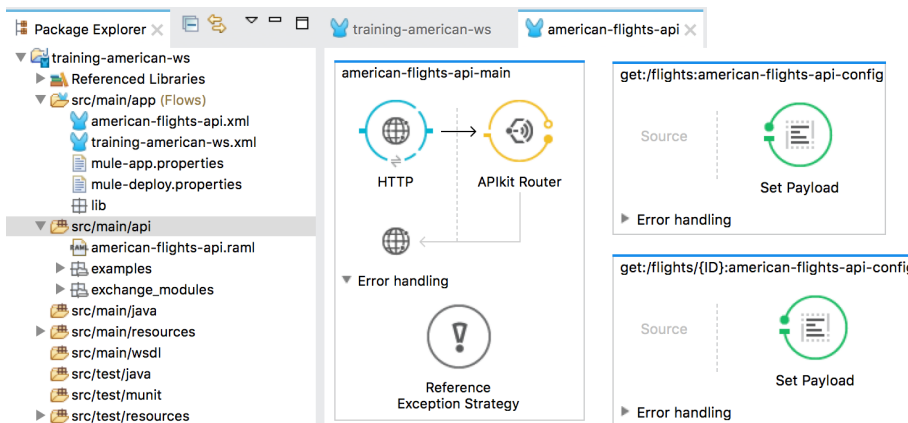 Package Explorer
training-american-ws
american-flights-api
training-american-ws
Referenced Libraries
src/main/app (Flows)
american-flights-api.xml
training-american-ws.xml
mule-app.properties
mule-deploy.properties
lib
src/main/api
RAML american-flights-api.raml
examples
exchange_modules
src/main/java
src/main/resources
src/main/wsdl
src/test/java
src/test/munit
src/test/resources
american-flights-api-main
HTTP
APIkit Router
Error handling
Reference
Exception Strategy
get:/flights:american-flights-api-config
Source
Set Payload
Error handling
get:/flights/{ID}:american-flights-api-config
Source
Set Payload
Error handling